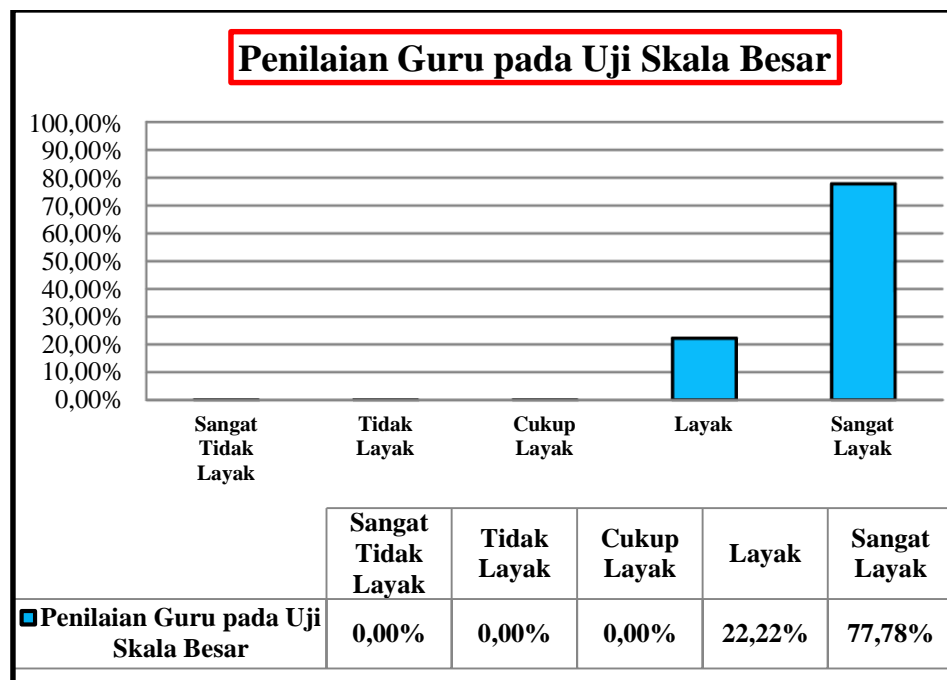 Penilaian Guru pada Uji Skala Besar
100,00%
90,00%
80,00%
70,00%
60,00%
50,00%
40,00%
30,00%
20,00%
10,00%
0,00%
Sangat
Tidak
Layak
Tidak
Layak
Cukup
Layak
Layak
Sangat
Layak
Sangat
Tidak
Layak
Tidak
Layak
Cukup
Layak
Layak
Sangat
Layak
Penilaian Guru pada Uji
Skala Besar
0,00%
0,00%
0,00%
22,22%
77,78%